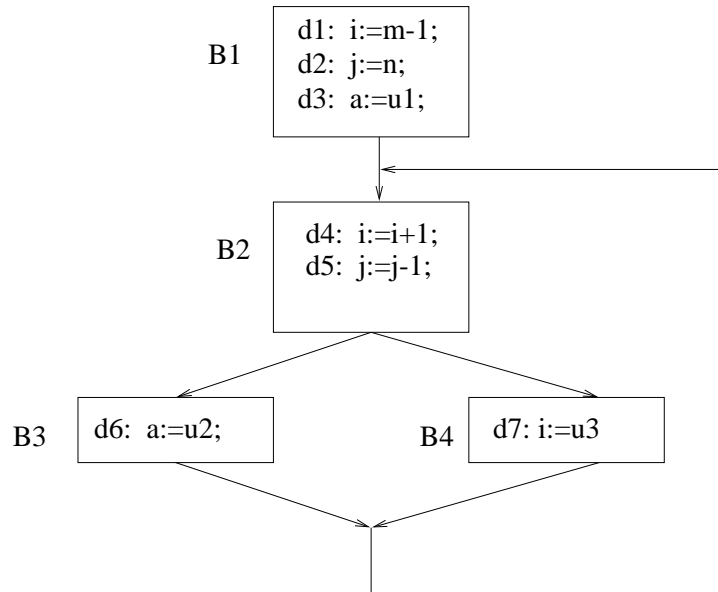 B1
d1: i:=m-1;
d2: j:=n;
d3: a:=u1;
B2
d4: i:=i+1;
d5: j:=j-1;
B3
d6: a:=u2;
B4
d7: i:=u3